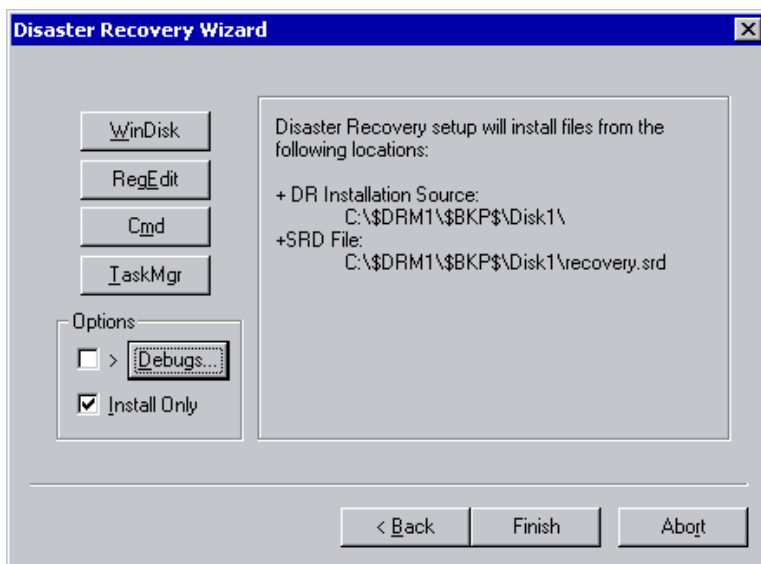 Disaster Recovery Wizard
WinDisk
RegEdit
Cmd
TaskMgr
Options
> Debugs...
Install Only
Disaster Recovery setup will install files from the
following locations:
+ DR Installation Source:
C:\$DRM1\$BKP$\Disk1\
+SRD File:
C:\$DRM1\$BKP$\Disk1\recovery.srd
< Back
Finish
Abort